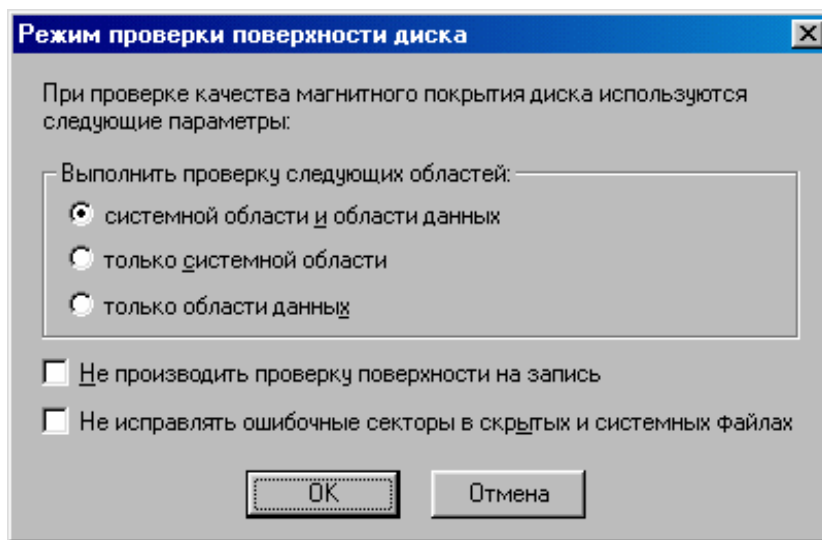 Режим проверки поверхности диска
При проверке качества магнитного покрытия диска используются
следующие параметры:
Выполнить проверку следующих областей:
системной области и области данных
только системной области
только области данных
Не производить проверку поверхности на запись
Не исправлять ошибочные секторы в скрытых и системных файлах
ОК Отмена